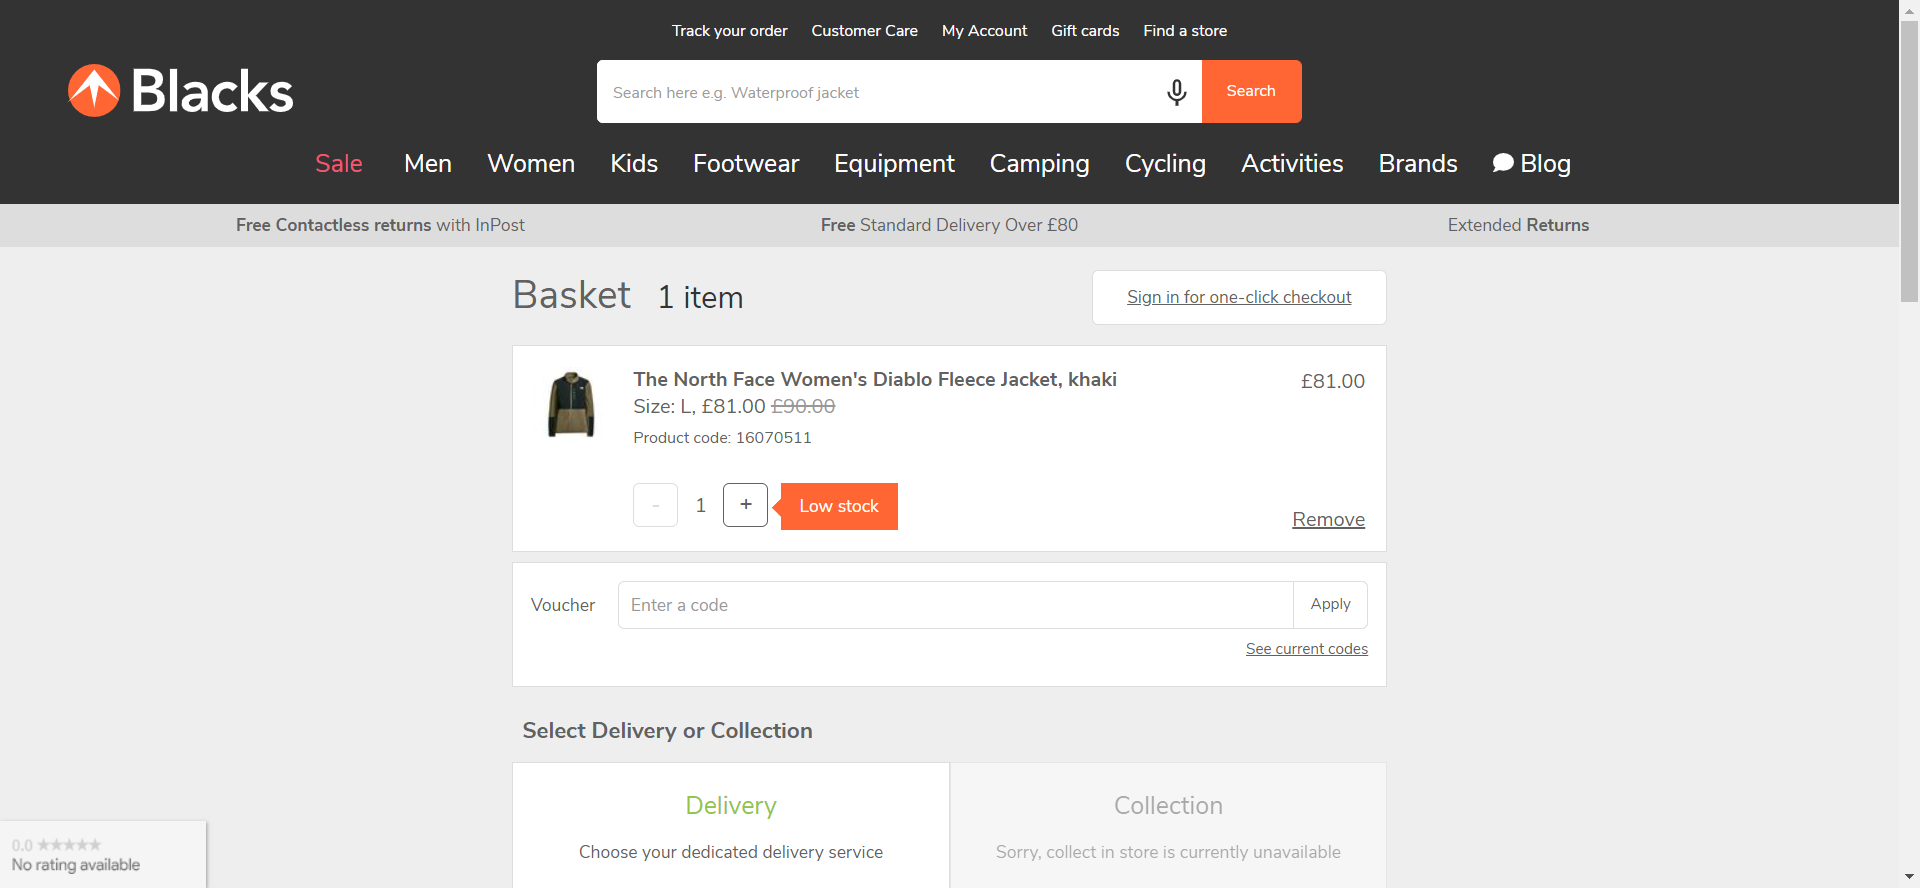 Track your order Customer Care My Account Gift cards Find a store
Blacks
Search here e.g. Waterproof jacket Search
Sale Men Women Kids Footwear Equipment Camping Cycling Activities Brands Blog
Free Contactless returns with InPost Free Standard Delivery Over £80 Extended Returns
Basket 1 item Sign in for one-click checkout
The North Face Women's Diablo Fleece Jacket, khaki £81.00
Size: L, £81.00 £90.00
Product code: 16070511
- 1 + Low stock
Remove
Voucher Enter a code Apply
See current codes
Select Delivery or Collection
Delivery Collection
Choose your dedicated delivery service Sorry, collect in store is currently unavailable
0.0 ★★★★★
No rating available